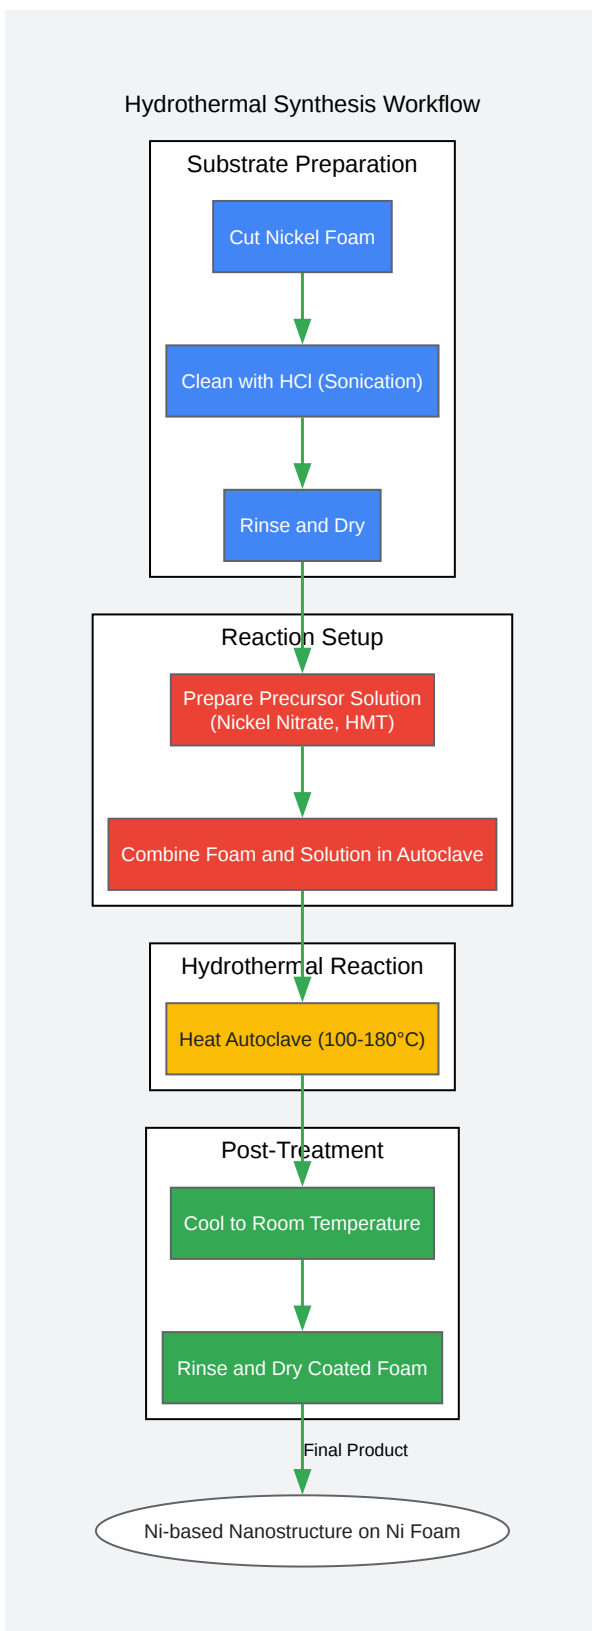 Hydrothermal Synthesis Workflow
Substrate Preparation
Cut Nickel Foam
Clean with HCl (Sonication)
Rinse and Dry
Reaction Setup
Prepare Precursor Solution
(Nickel Nitrate, HMT)
Combine Foam and Solution in Autoclave
Hydrothermal Reaction
Heat Autoclave (100-180°C)
Post-Treatment
Cool to Room Temperature
Rinse and Dry Coated Foam
Final Product
Ni-based Nanostructure on Ni Foam